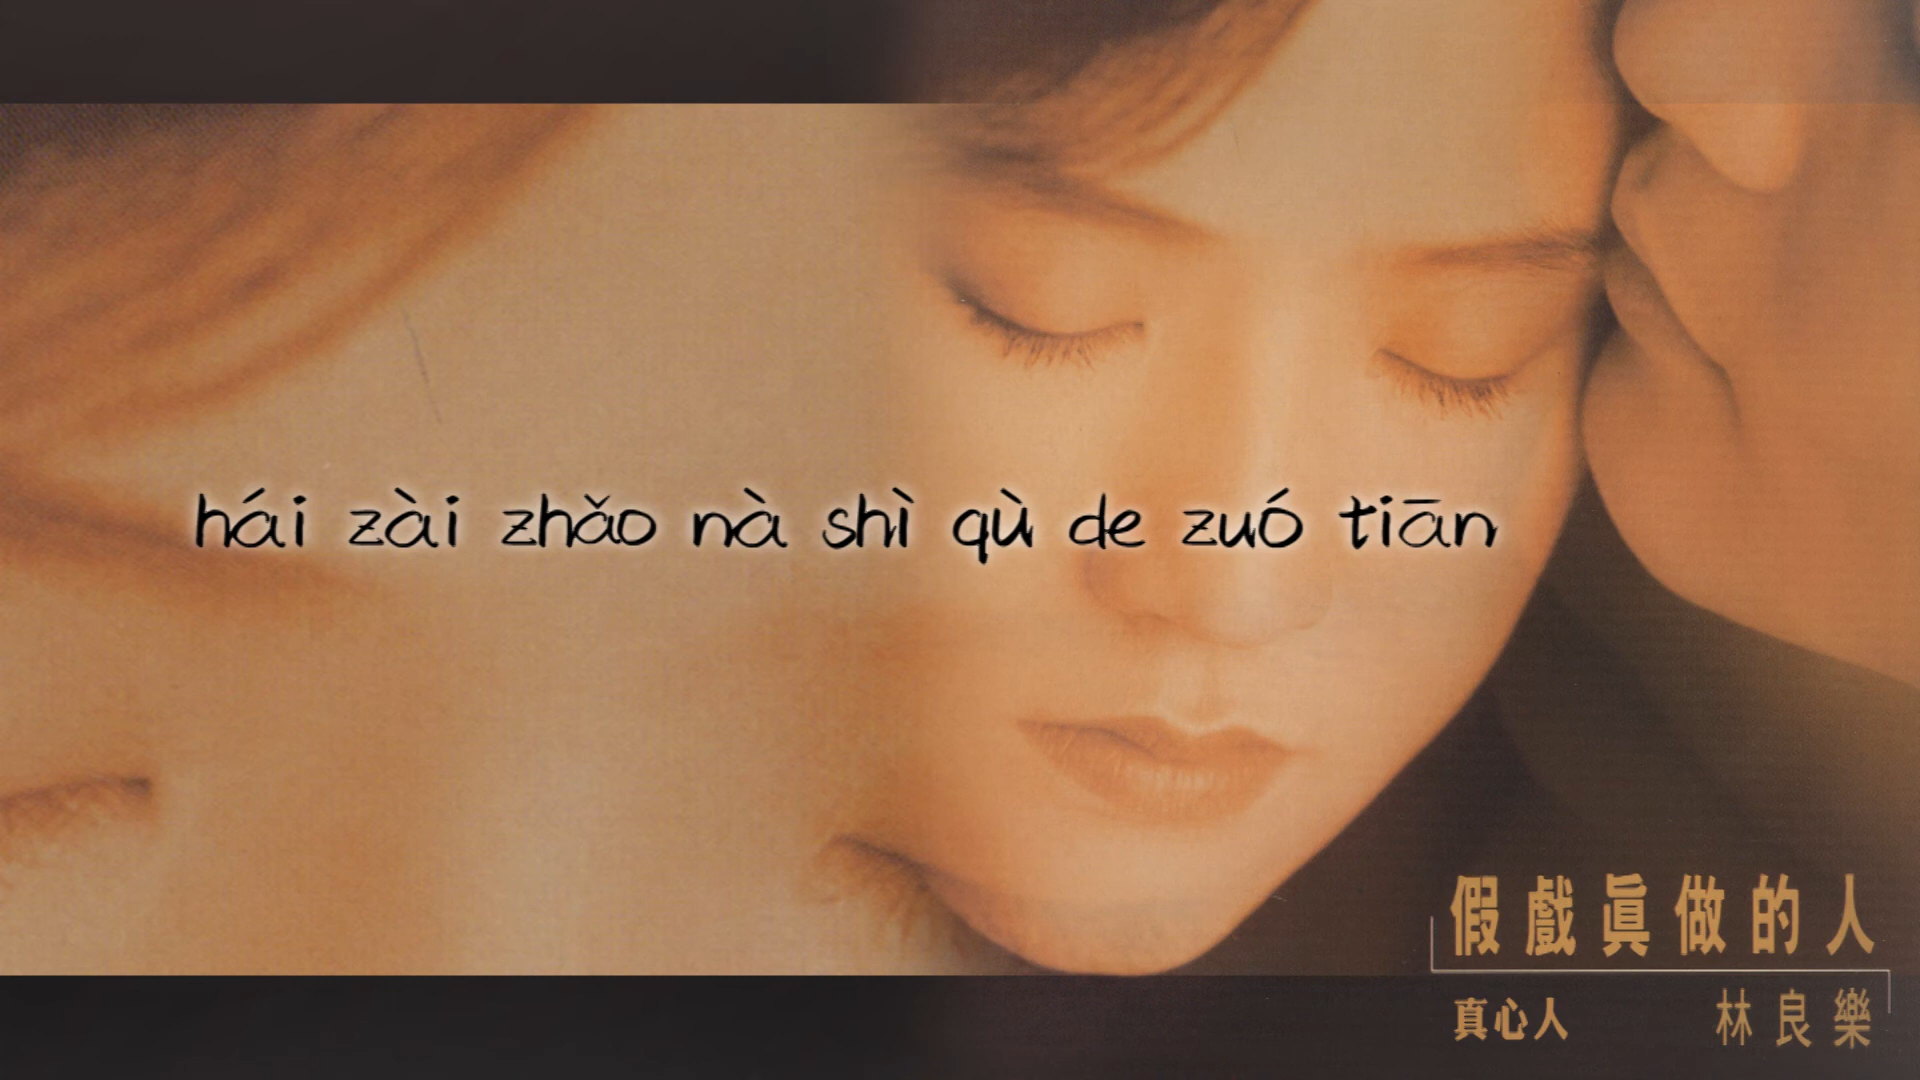 hái zài zhǎo nà shì qù de zuó tiān
假戲眞做的人
真心人 林良樂